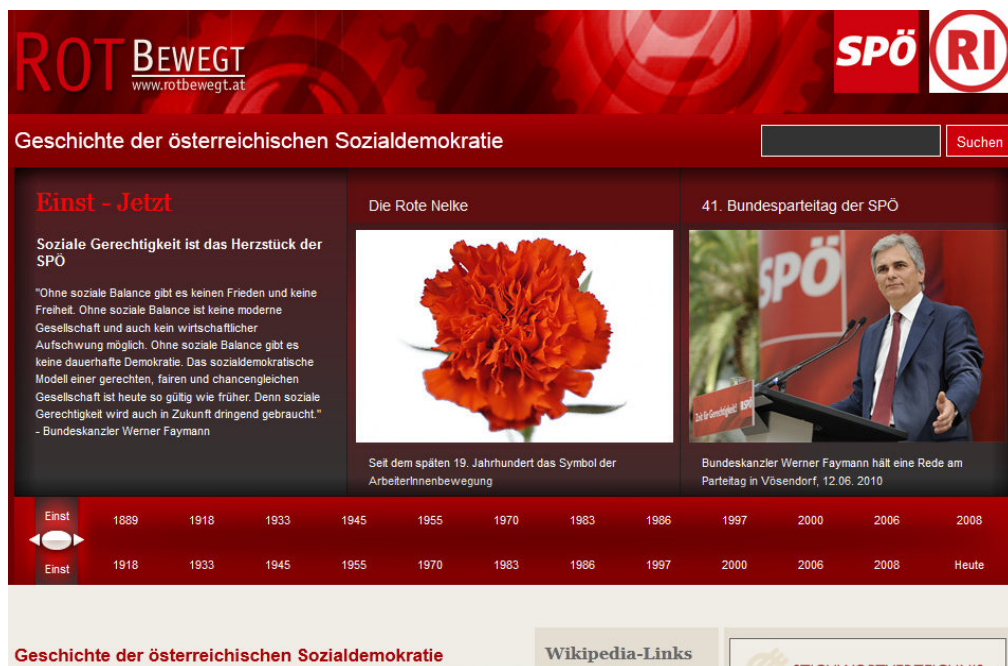 ROT BEWEGT
www.rotbewegt.at
SPÖ
RI
Geschichte der österreichischen Sozialdemokratie
Suchen
Einst - Jetzt
Soziale Gerechtigkeit ist das Herzstück der
SPÖ
"Ohne soziale Balance gibt es keinen Frieden und keine
Freiheit. Ohne soziale Balance ist keine moderne
Gesellschaft und auch kein wirtschaftlicher
Aufschwung möglich. Ohne soziale Balance gibt es
keine dauerhafte Demokratie. Das sozialdemokratische
Modell einer gerechten, fairen und chancengleichen
Gesellschaft ist heute so gültig wie früher. Denn soziale
Gerechtigkeit wird auch in Zukunft dringend gebraucht."
- Bundeskanzler Werner Faymann
Die Rote Nelke
Seit dem späten 19. Jahrhundert das Symbol der
ArbeiterInnenbewegung
41. Bundesparteitag der SPÖ
SPÖ
Zeit für Gerechtigkeit! SPÖ
Bundeskanzler Werner Faymann hält eine Rede am
Parteitag in Vösendorf, 12.06. 2010
Einst 1889 1918 1933 1945 1955 1970 1983 1986 1997 2000 2006 2008
Einst 1918 1933 1945 1955 1970 1983 1986 1997 2000 2006 2008 Heute
Geschichte der österreichischen Sozialdemokratie
Wikipedia-Links